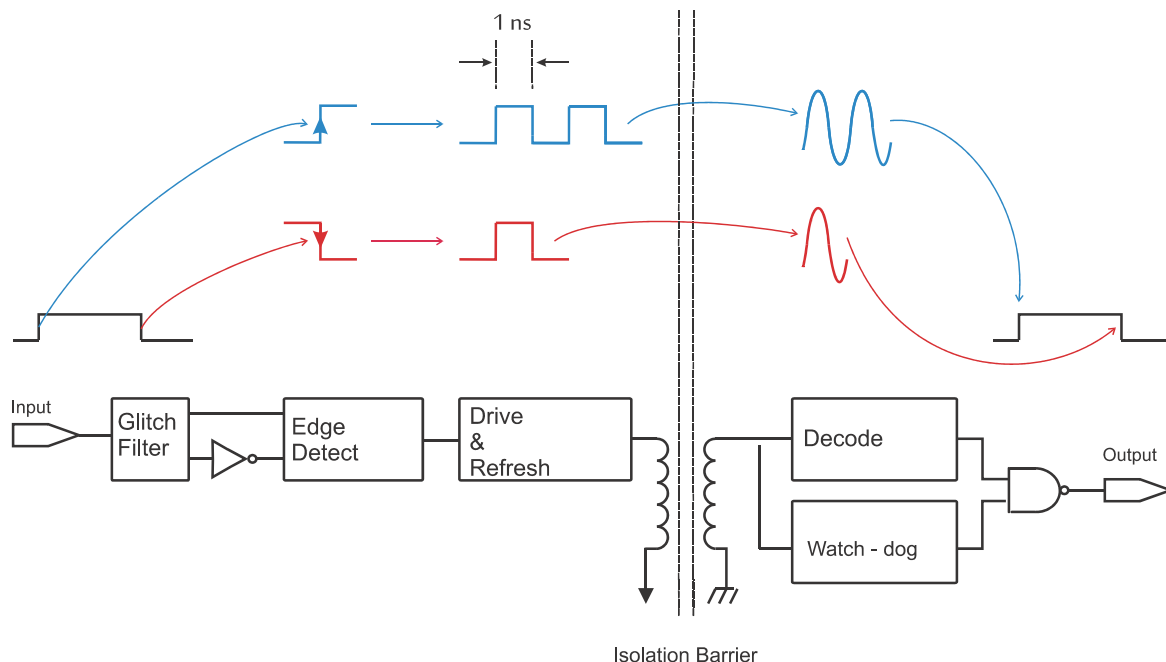 1 ns
Input
Glitch
Filter
Edge
Detect
Drive
&
Refresh
Decode
Watch - dog
Output
Isolation Barrier